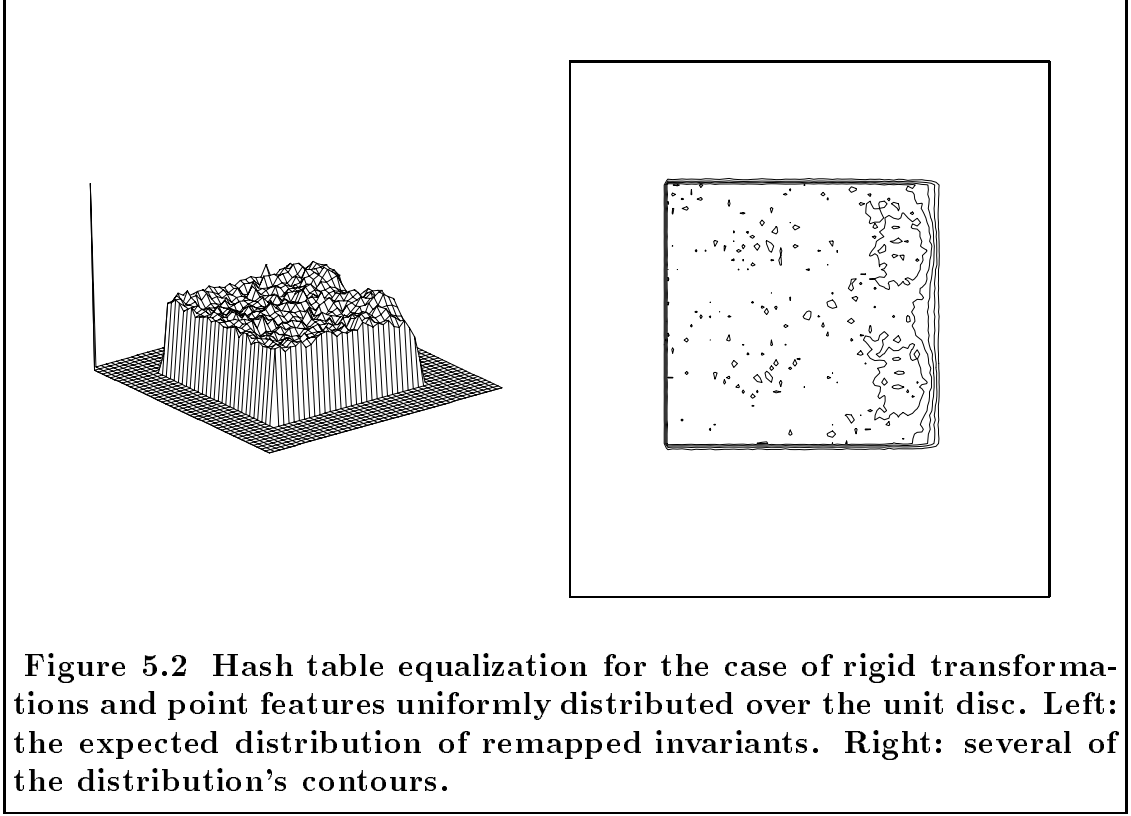 Figure 5.2 Hash table equalization for the case of rigid transforma-
tions and point features uniformly distributed over the unit disc. Left:
the expected distribution of remapped invariants. Right: several of
the distribution's contours.